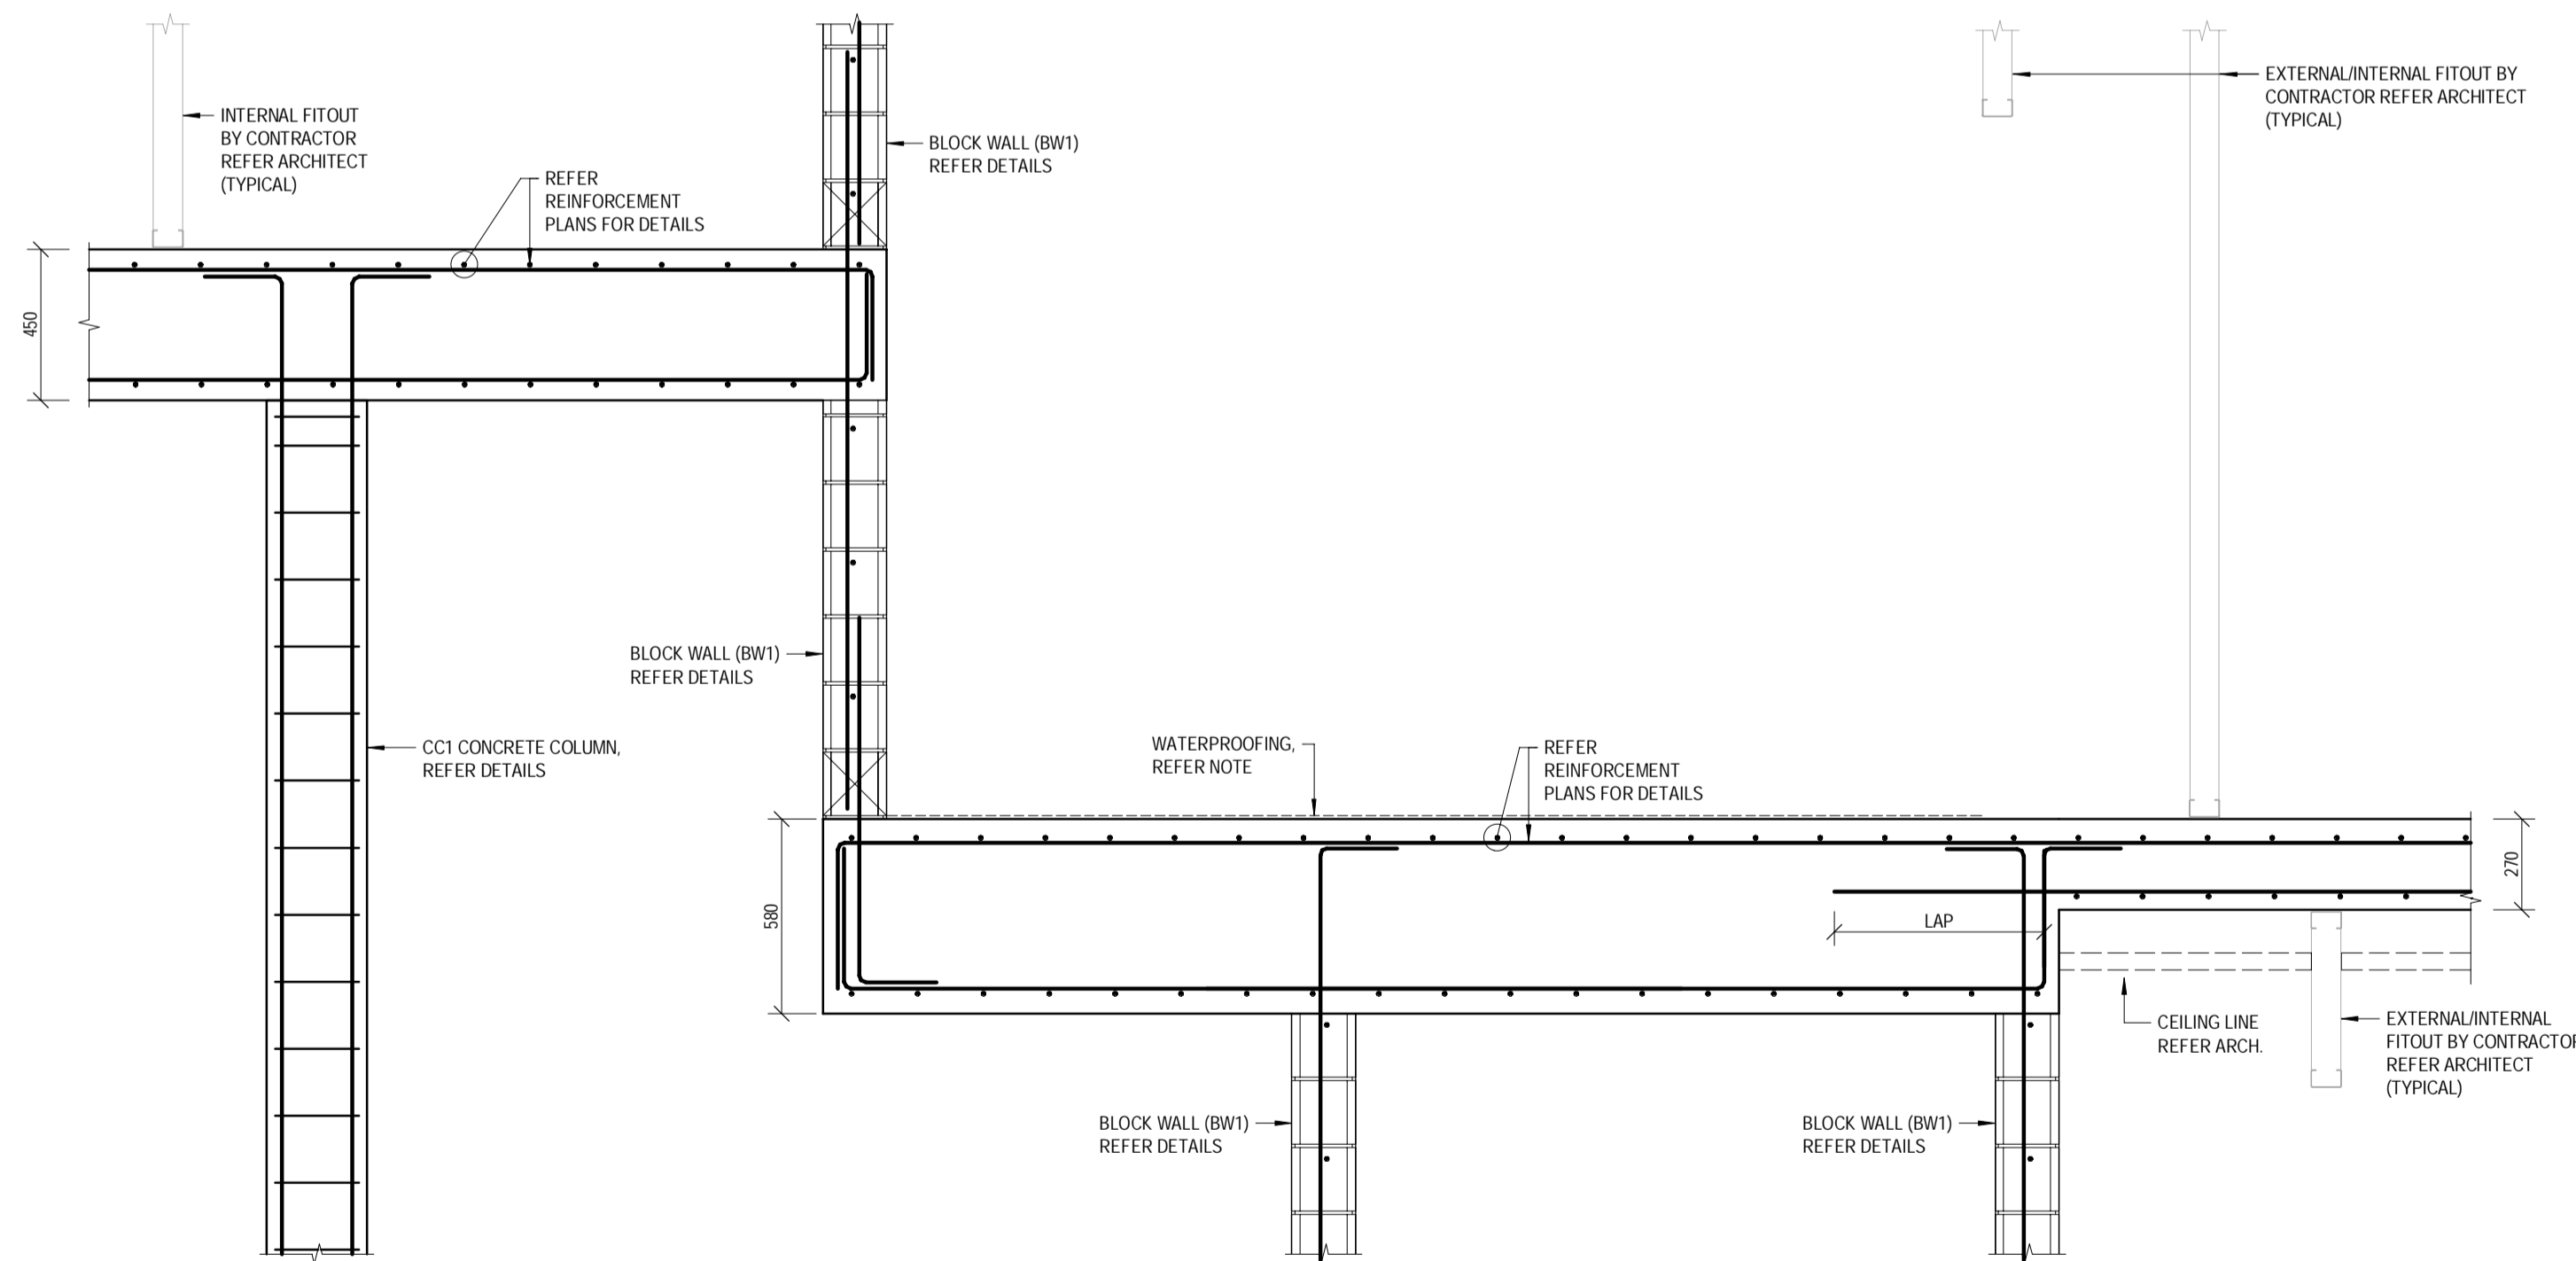 INTERNAL FITOUT
BY CONTRACTOR
REFER ARCHITECT
(TYPICAL)
REFER
REINFORCEMENT
PLANS FOR DETAILS
BLOCK WALL (BW1)
REFER DETAILS
EXTERNAL/INTERNAL FITOUT BY
CONTRACTOR REFER ARCHITECT
(TYPICAL)
450
BLOCK WALL (BW1)
REFER DETAILS
CC1 CONCRETE COLUMN,
REFER DETAILS
WATERPROOFING,
REFER NOTE
REFER
REINFORCEMENT
PLANS FOR DETAILS
580
270
LAP
CEILING LINE
REFER ARCH.
EXTERNAL/INTERNAL
FITOUT BY CONTRACTOR
REFER ARCHITECT
(TYPICAL)
BLOCK WALL (BW1)
REFER DETAILS
BLOCK WALL (BW1)
REFER DETAILS